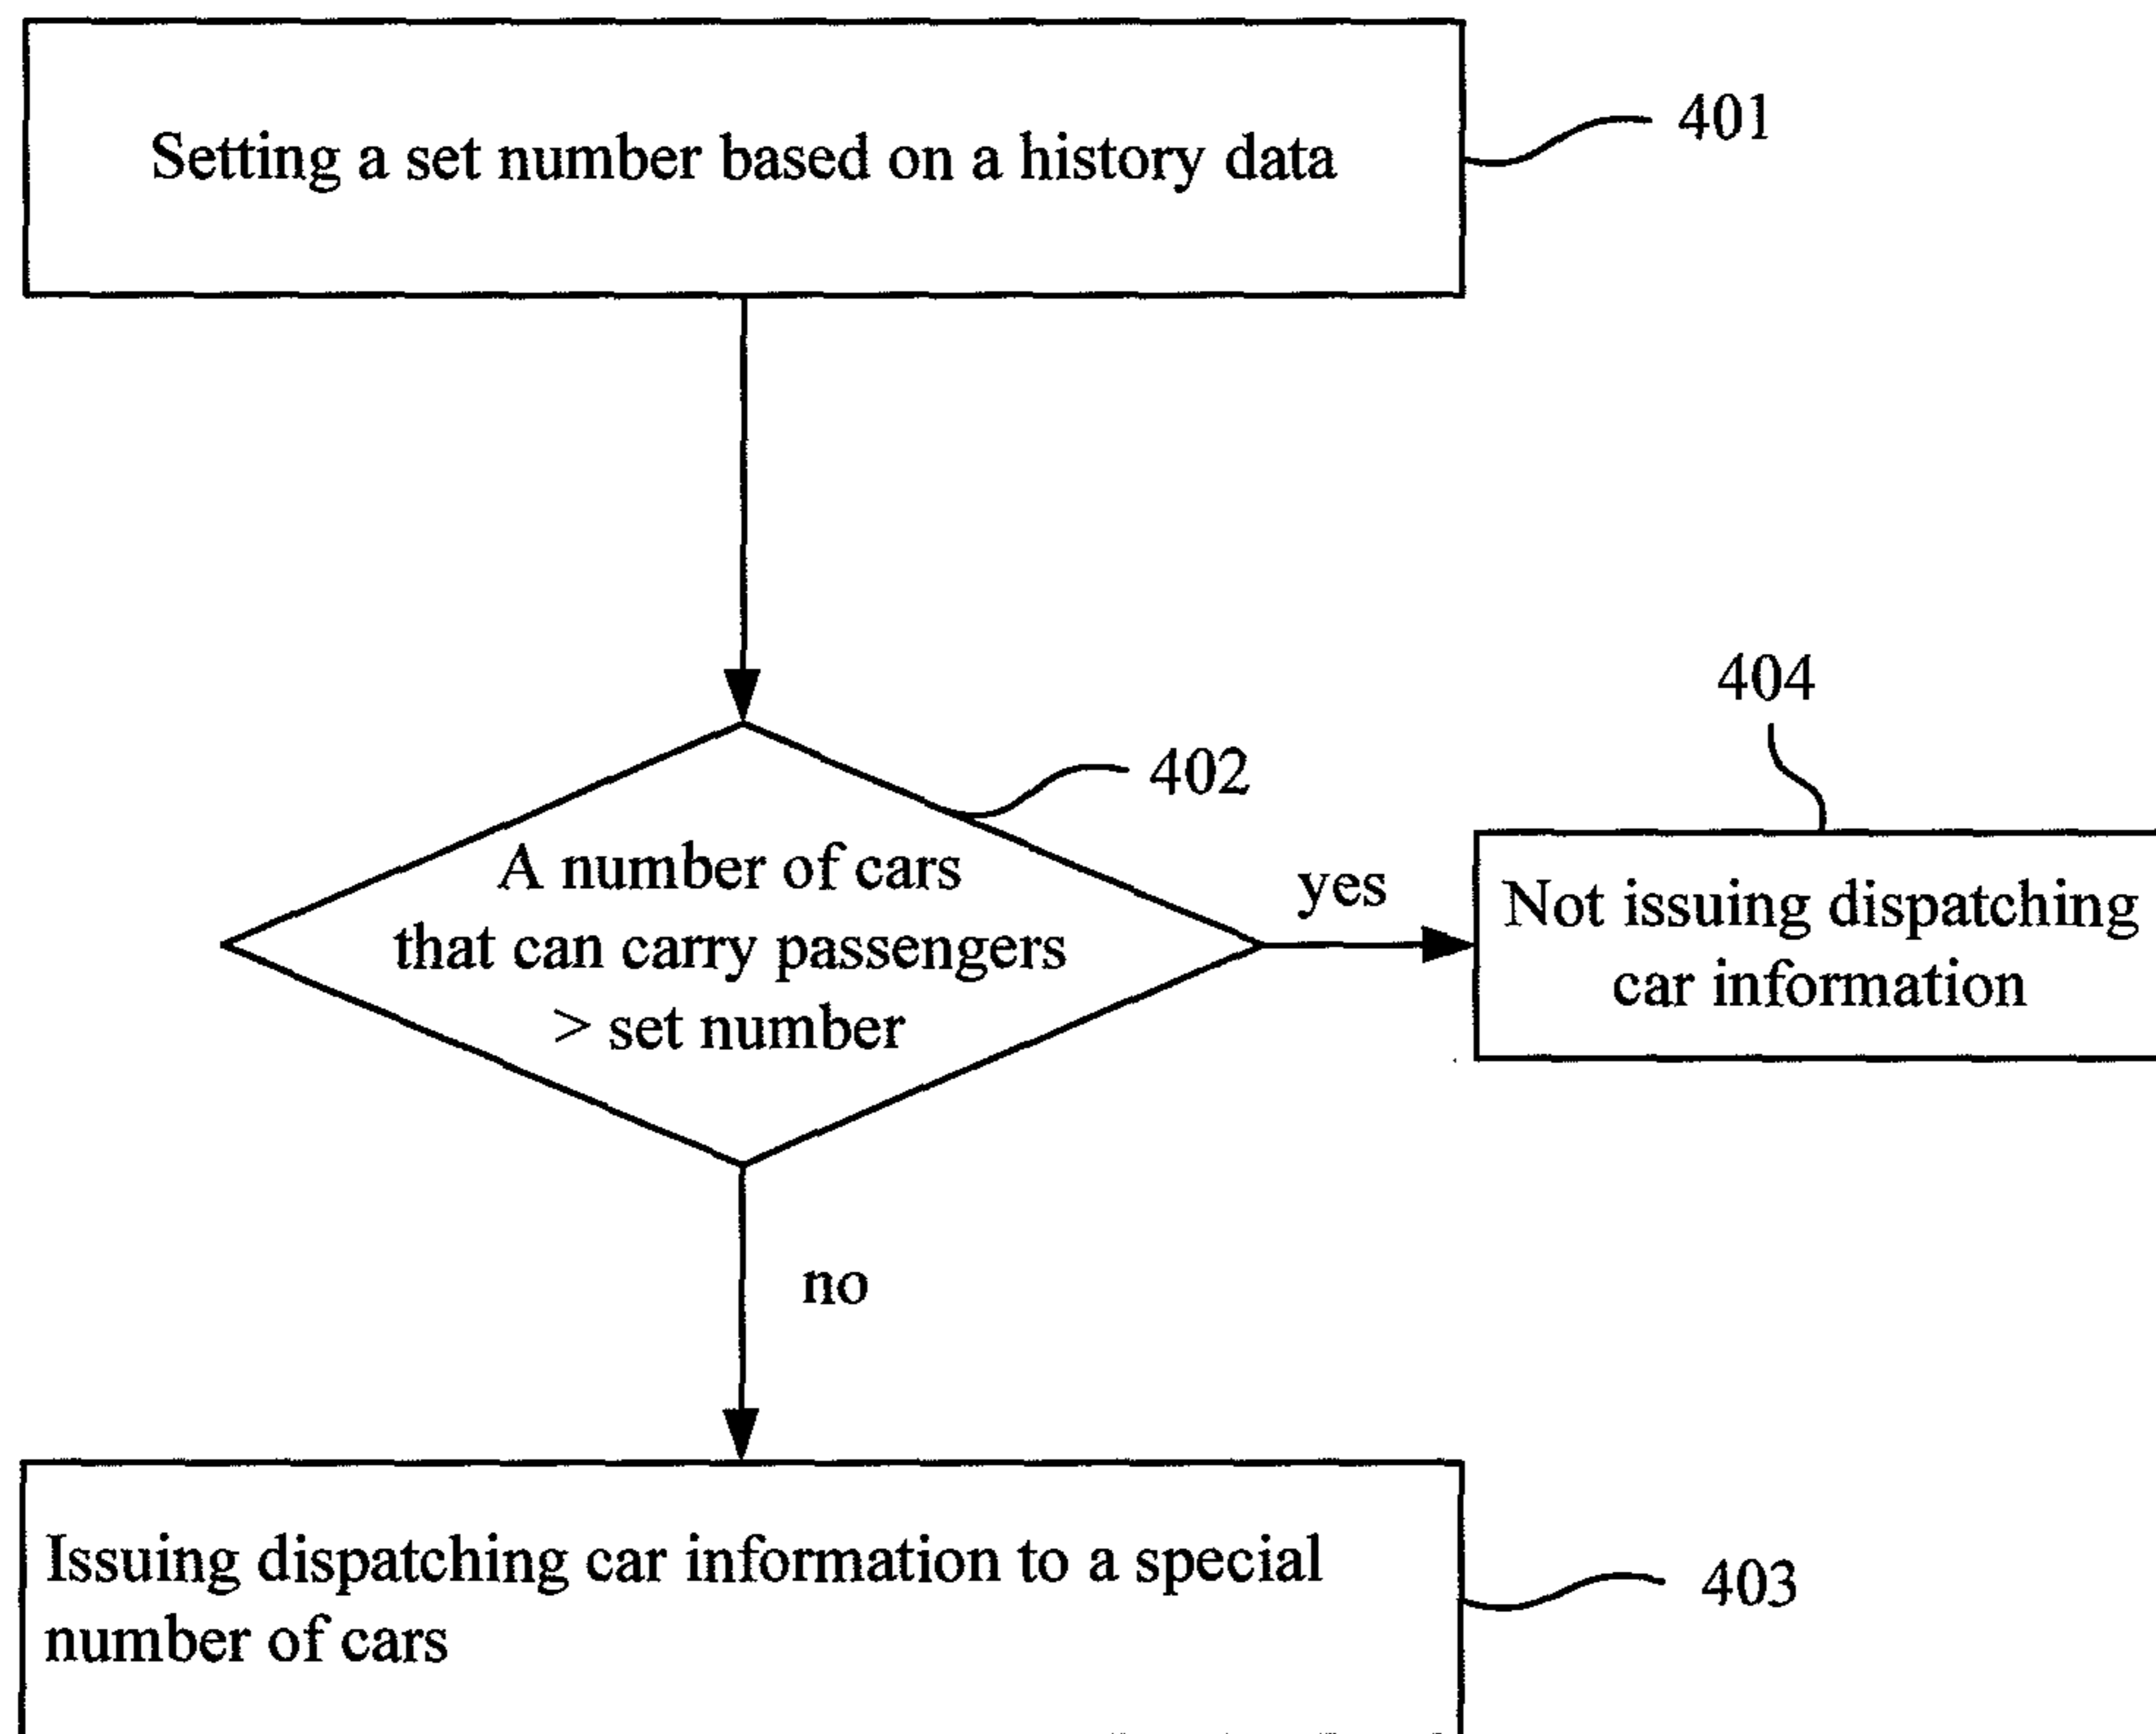 Setting a set number based on a history data
401
402
A number of cars
that can carry passengers
> set number
yes
404
Not issuing dispatching
car information
no
Issuing dispatching car information to a special
number of cars
403